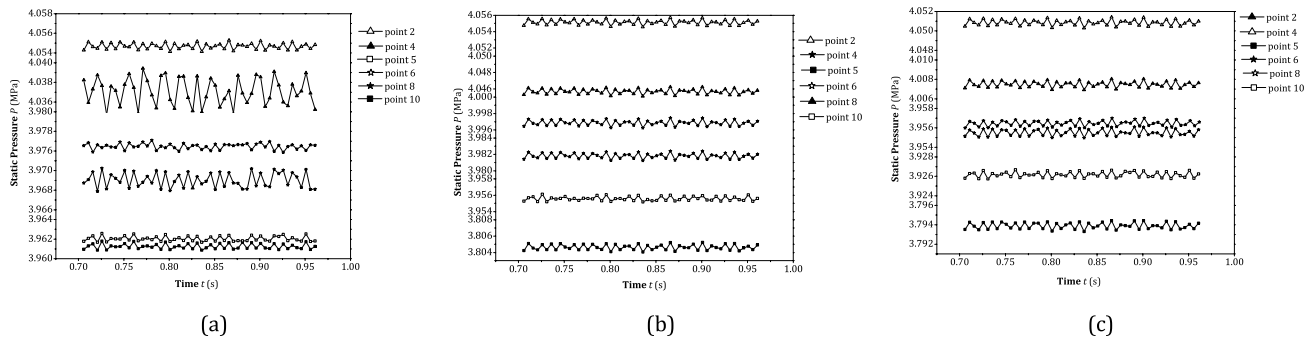 4.058
4.054
4.040
4.038
4.036
3.980
3.978
3.976
3.970
3.968
3.966
3.964
3.962
3.960
Static Pressure P (MPa)
0.70 0.75 0.80 0.85 0.90 0.95 1.00
Time t (s)
point 2
point 4
point 5
point 6
point 8
point 10
(a)
4.056
4.054
4.052
4.050
4.048
4.046
4.000
3.998
3.996
3.984
3.982
3.980
3.958
3.956
3.954
3.808
3.806
3.804
Static Pressure P (MPa)
0.70 0.75 0.80 0.85 0.90 0.95 1.00
Time t (s)
point 2
point 4
point 5
point 6
point 8
point 10
(b)
4.052
4.050
4.048
4.010
4.008
4.006
3.958
3.956
3.954
3.928
3.926
3.924
3.796
3.794
3.792
Static Pressure P (MPa)
0.70 0.75 0.80 0.85 0.90 0.95 1.00
Time t (s)
point 2
point 4
point 5
point 6
point 8
point 10
(c)